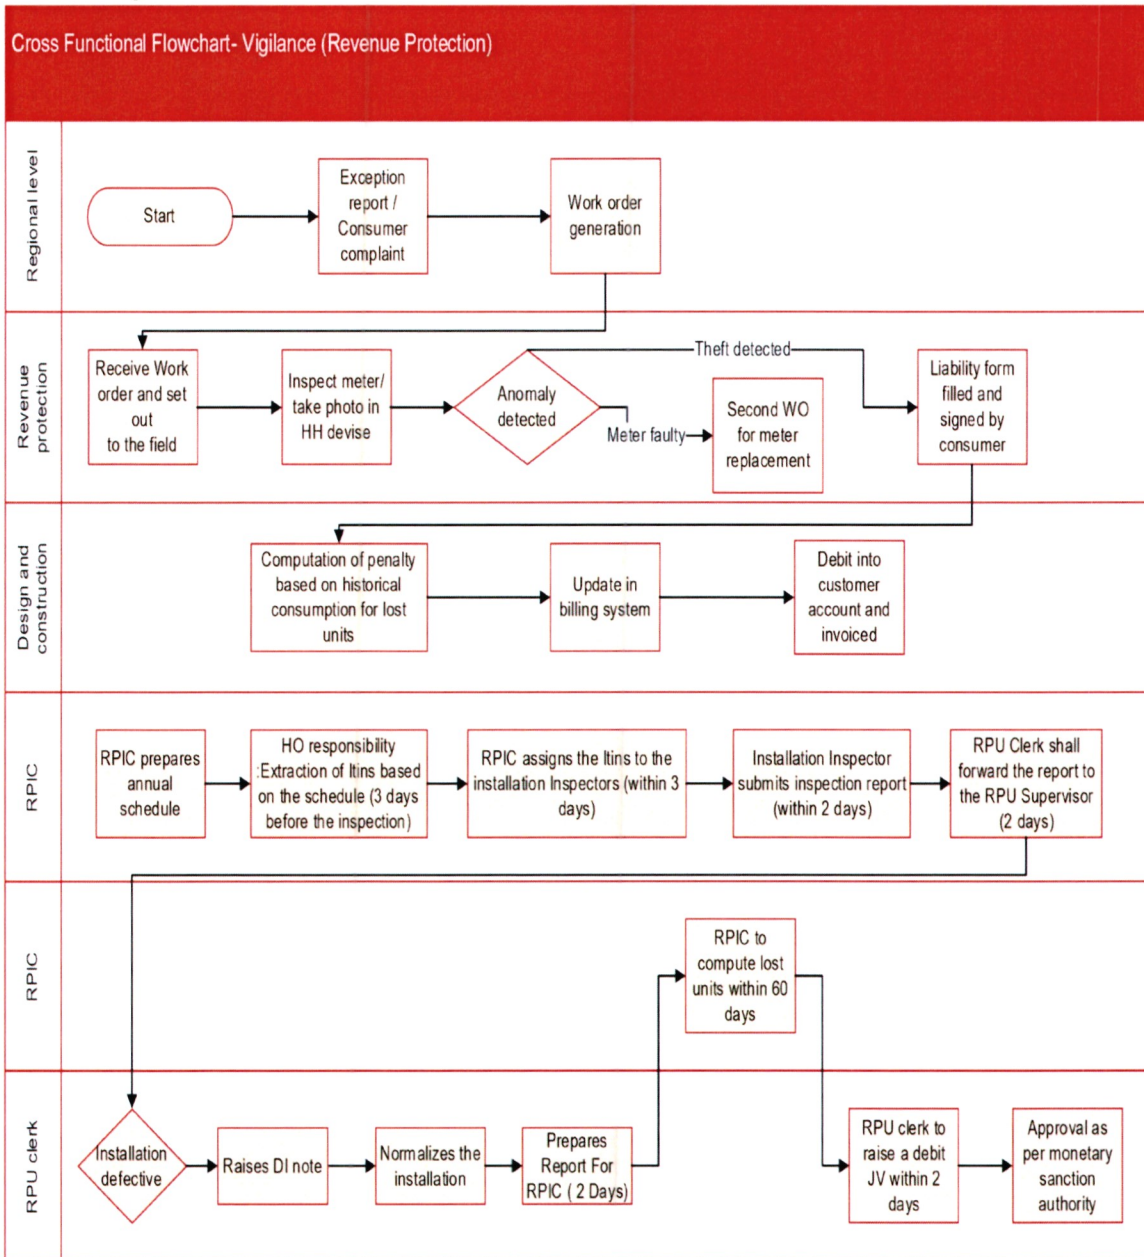 Cross Functional Flowchart- Vigilance (Revenue Protection)
Regional level
Start
Exception
report /
Consumer
complaint
Work order
generation
Revenue
protection
Receive Work
order and set
out
to the field
Inspect meter/
take photo in
HH devise
Anomaly
detected
Theft detected
Meter faulty
Second WO
for meter
replacement
Liability form
filled and
signed by
consumer
Design and
construction
Computation of penalty
based on historical
consumption for lost
units
Update in
billing system
Debit into
customer
account and
invoiced
RPIC
RPIC prepares
annual
schedule
HO responsibility
:Extraction of Itins based
on the schedule (3 days
before the inspection)
RPIC assigns the Itins to the
installation Inspectors (within 3
days)
Installation Inspector
submits inspection report
(within 2 days)
RPU Clerk shall
forward the report to
the RPU Supervisor
(2 days)
RPIC
RPIC to
compute lost
units within 60
days
RPU clerk
Installation
defective
Raises DI note
Normalizes the
installation
Prepares
Report For
RPIC ( 2 Days)
RPU clerk to
raise a debit
JV within 2
days
Approval as
per monetary
sanction
authority